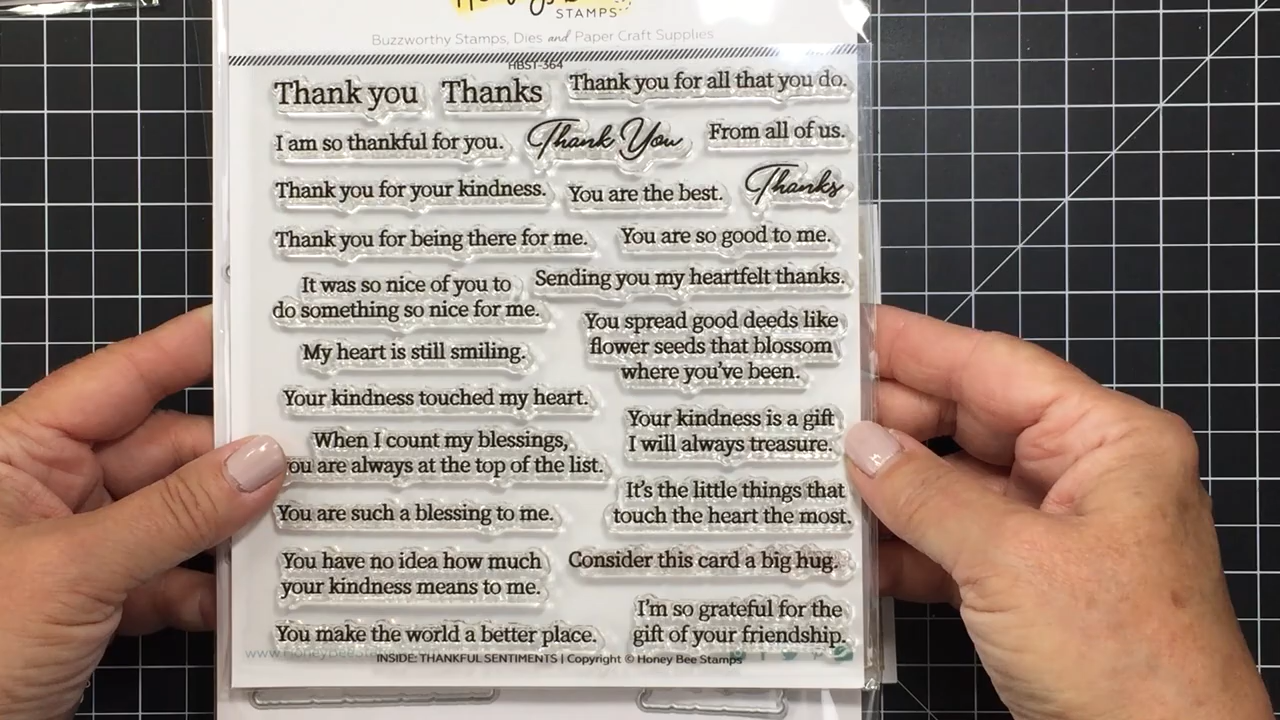 STAMPS
Buzzworthy Stamps, Dies and Paper Craft Supplies
HBST-364
Thank you
Thanks
Thank you for all that you do.
I am so thankful for you.
Thank You
From all of us.
Thank you for your kindness.
You are the best.
Thanks
Thank you for being there for me.
You are so good to me.
It was so nice of you to
do something so nice for me.
Sending you my heartfelt thanks.
My heart is still smiling.
You spread good deeds like
flower seeds that blossom
where you've been.
Your kindness touched my heart.
Your kindness is a gift
I will always treasure.
When I count my blessings,
you are always at the top of the list.
It's the little things that
touch the heart the most.
You are such a blessing to me.
You have no idea how much
your kindness means to me.
Consider this card a big hug.
I'm so grateful for the
gift of your friendship.
You make the world a better place.
INSIDE: THANKFUL SENTIMENTS | Copyright © Honey Bee Stamps